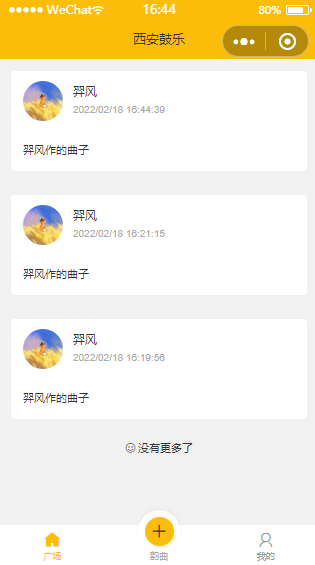 WeChat 16:44 80%
西安鼓乐
羿风
2022/02/18 16:44:39
羿风作的曲子
羿风
2022/02/18 16:21:15
羿风作的曲子
羿风
2022/02/18 16:19:56
羿风作的曲子
没有更多了
广场 韶曲 我的